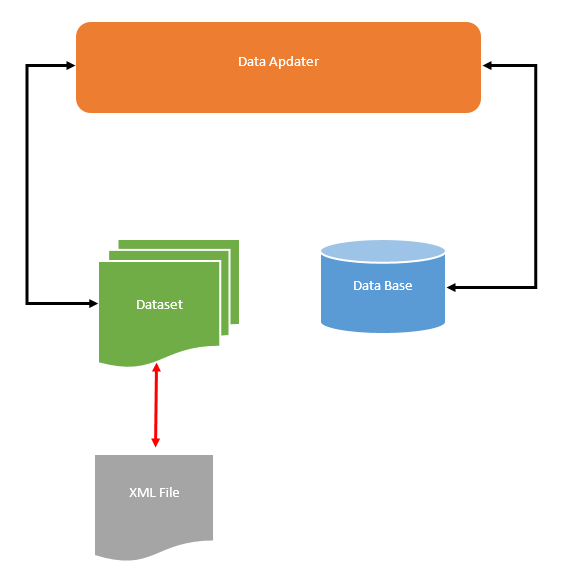 Data Apdater
Dataset
Data Base
XML File